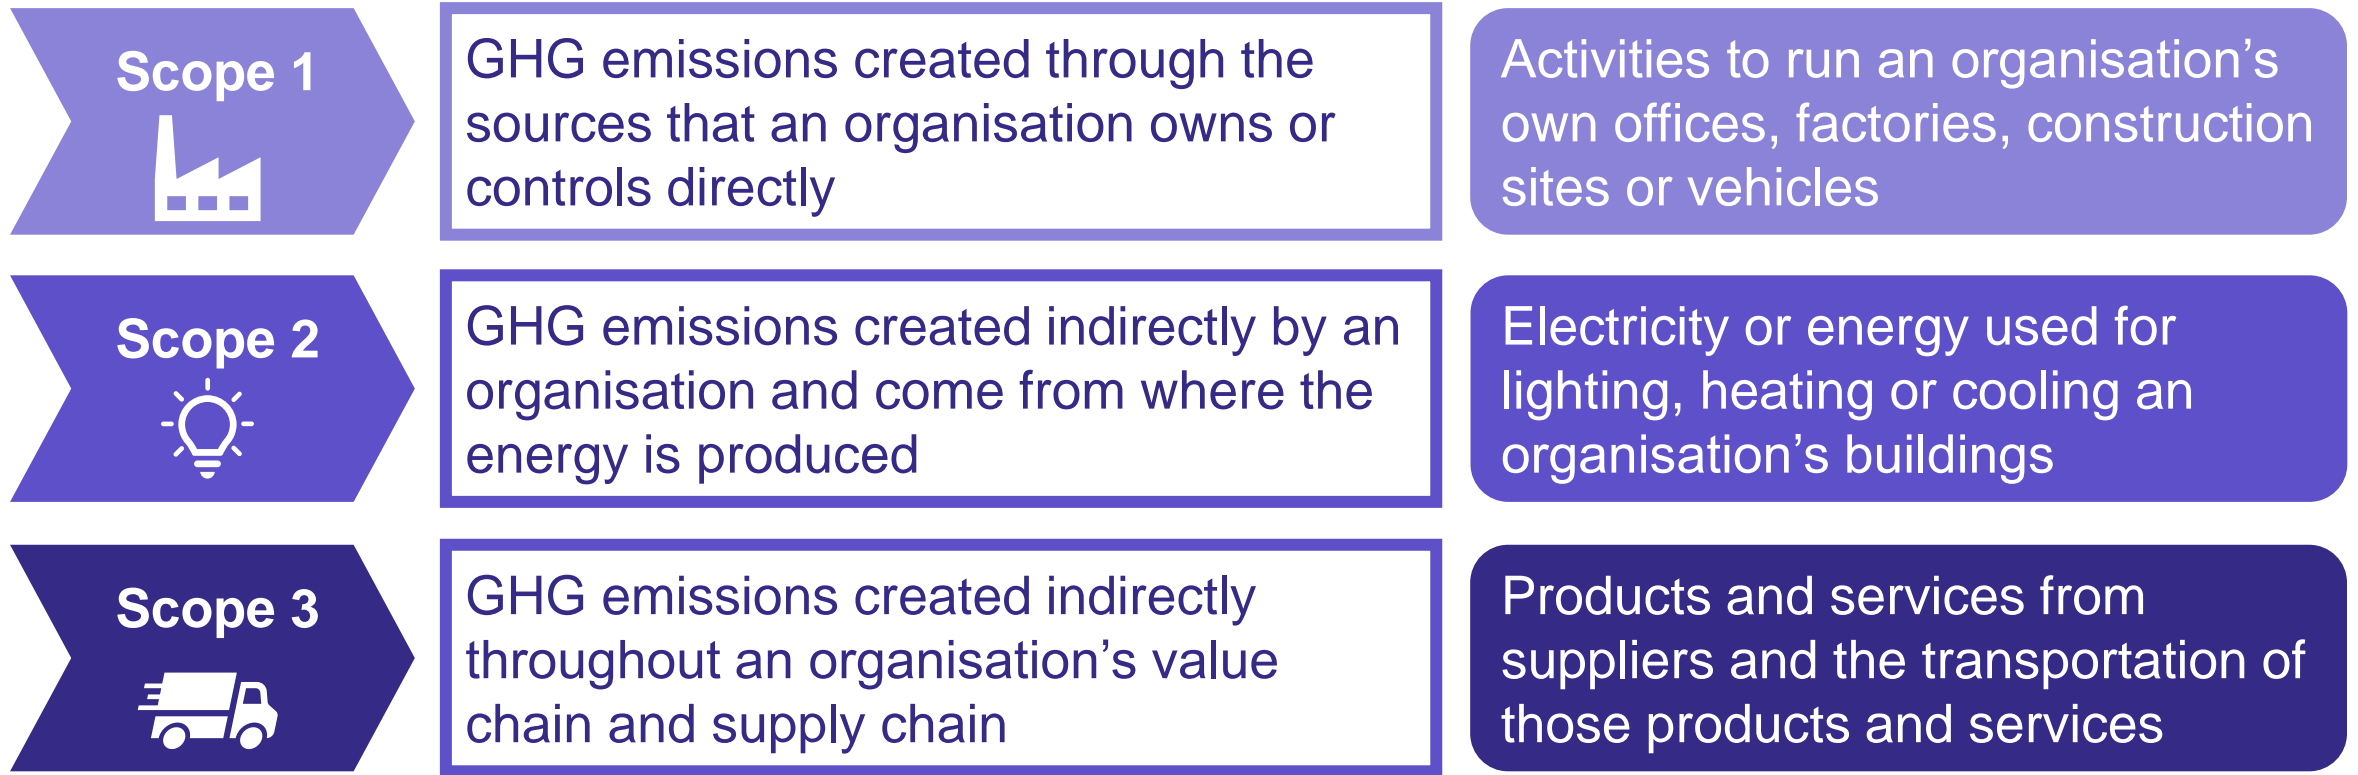 Scope 1
GHG emissions created through the
sources that an organisation owns or
controls directly
Activities to run an organisation’s
own offices, factories, construction
sites or vehicles
Scope 2
GHG emissions created indirectly by an
organisation and come from where the
energy is produced
Electricity or energy used for
lighting, heating or cooling an
organisation’s buildings
Scope 3
GHG emissions created indirectly
throughout an organisation’s value
chain and supply chain
Products and services from
suppliers and the transportation of
those products and services